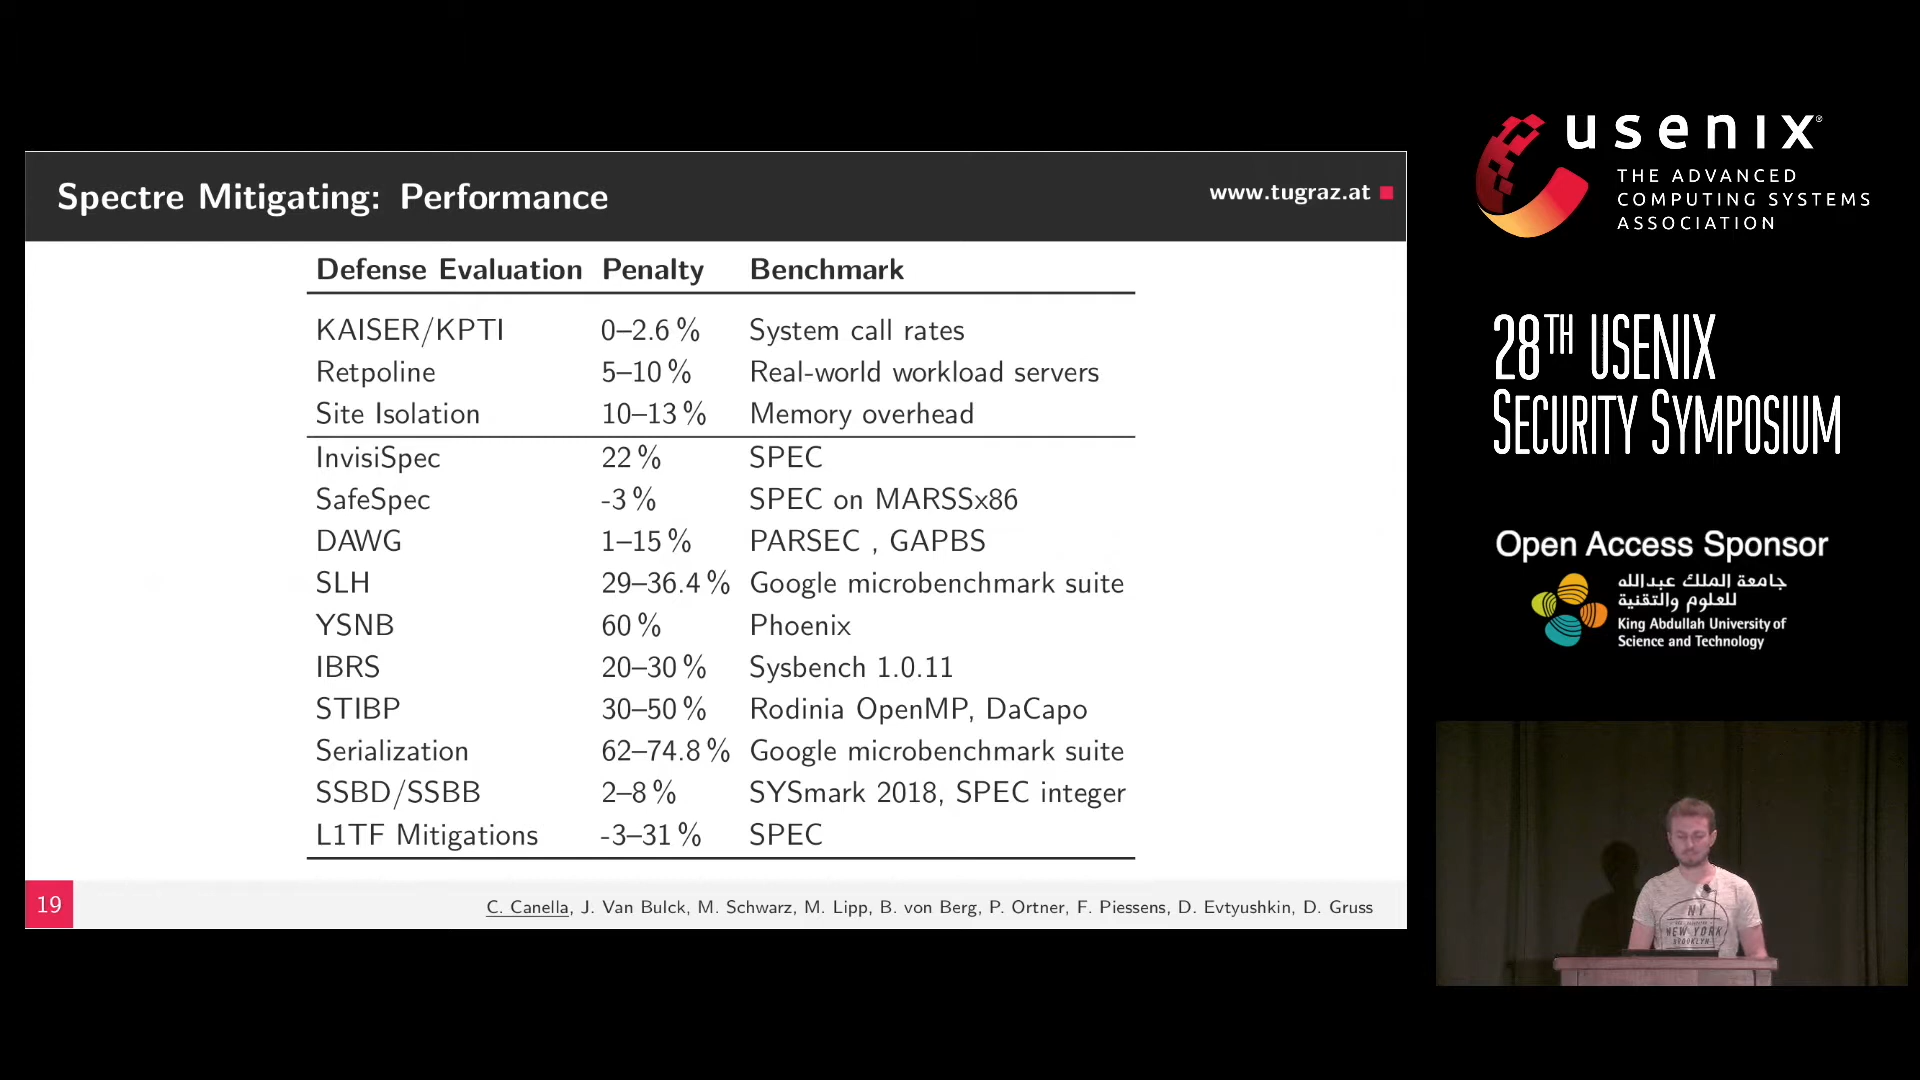 Spectre Mitigating: Performance
www.tugraz.at
Defense Evaluation Penalty Benchmark
KAISER/KPTI 0–2.6 % System call rates
Retpoline 5–10 % Real-world workload servers
Site Isolation 10–13 % Memory overhead
InvisiSpec 22 % SPEC
SafeSpec -3 % SPEC on MARSSx86
DAWG 1–15 % PARSEC , GAPBS
SLH 29–36.4 % Google microbenchmark suite
YSNB 60 % Phoenix
IBRS 20–30 % Sysbench 1.0.11
STIBP 30–50 % Rodinia OpenMP, DaCapo
Serialization 62–74.8 % Google microbenchmark suite
SSBD/SSBB 2–8 % SYSmark 2018, SPEC integer
L1TF Mitigations -3–31 % SPEC
19
C. Canella, J. Van Bulck, M. Schwarz, M. Lipp, B. von Berg, P. Ortner, F. Piessens, D. Evtyushkin, D. Gruss
usenix®
THE ADVANCED
COMPUTING SYSTEMS
ASSOCIATION
28TH USENIX
SECURITY SYMPOSIUM
Open Access Sponsor
جامعة الملك عبدالله
للعلوم والتقنية
King Abdullah University of
Science and Technology
NY
NEW YORK
BROOKLYN